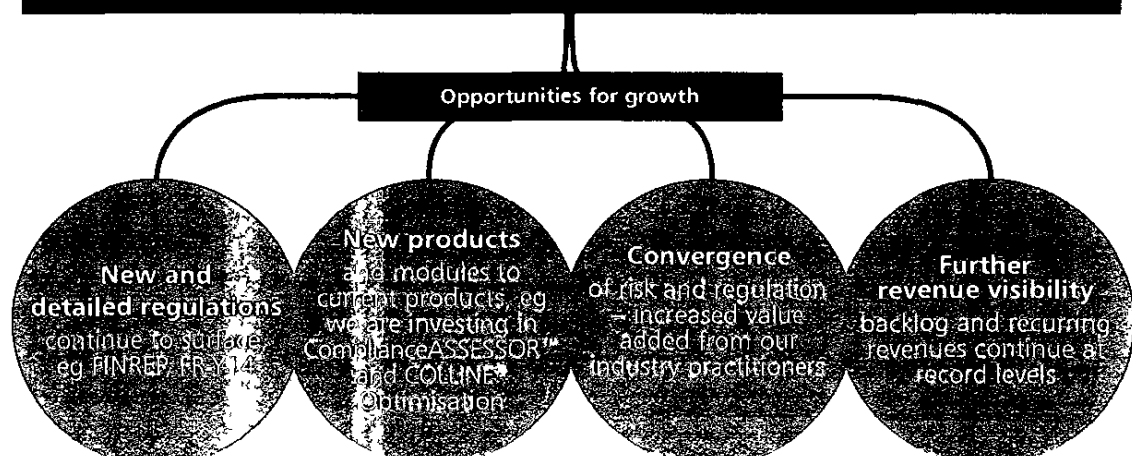 Opportunities for growth
New and
detailed regulations
continue to surface
eg FINREP, FR-Y14
New products
and modules to
current products, eg
we are investing in
ComplianceASSESSOR™
and COLLINE®
Optimisation
Convergence
of risk and regulation
– increased value
added from our
industry practitioners
Further
revenue visibility
backlog and recurring
revenues continue at
record levels